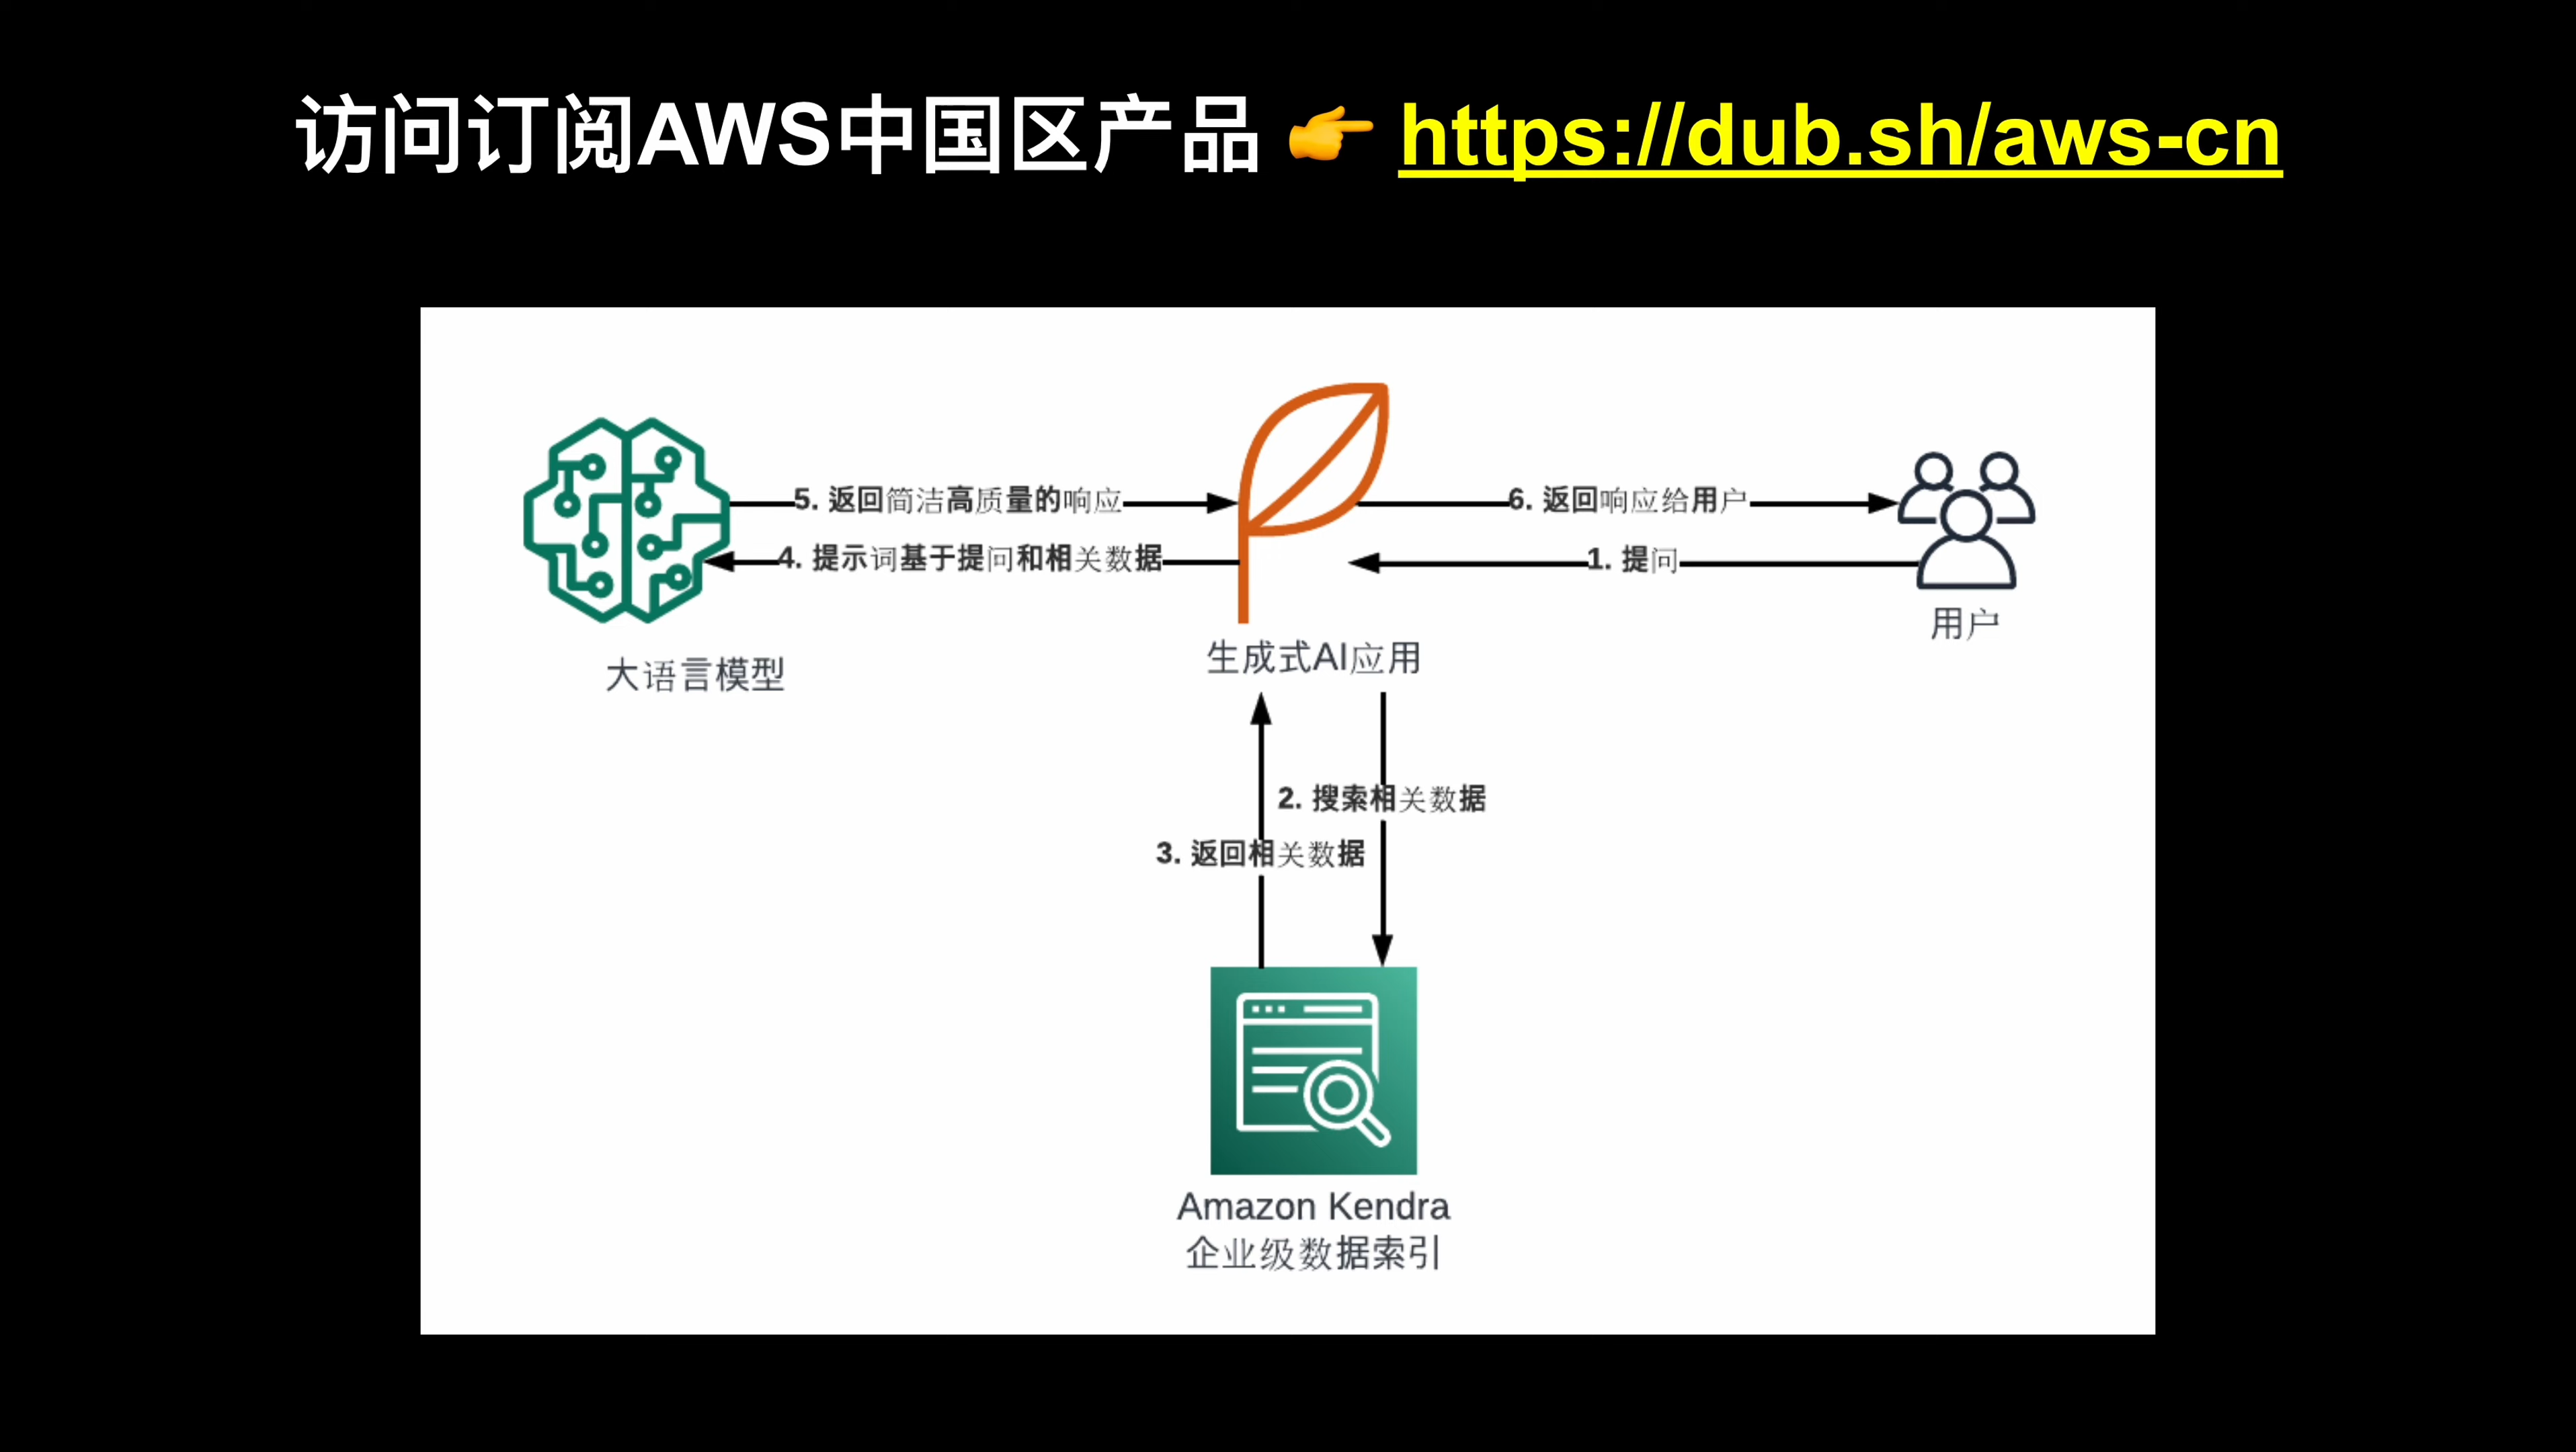 访问订阅AWS中国区产品 👉 https://dub.sh/aws-cn
5. 返回简洁高质量的响应
6. 返回响应给用户
4. 提示词基于提问和相关数据
1. 提问
用户
生成式AI应用
大语言模型
2. 搜索相关数据
3. 返回相关数据
Amazon Kendra
企业级数据索引